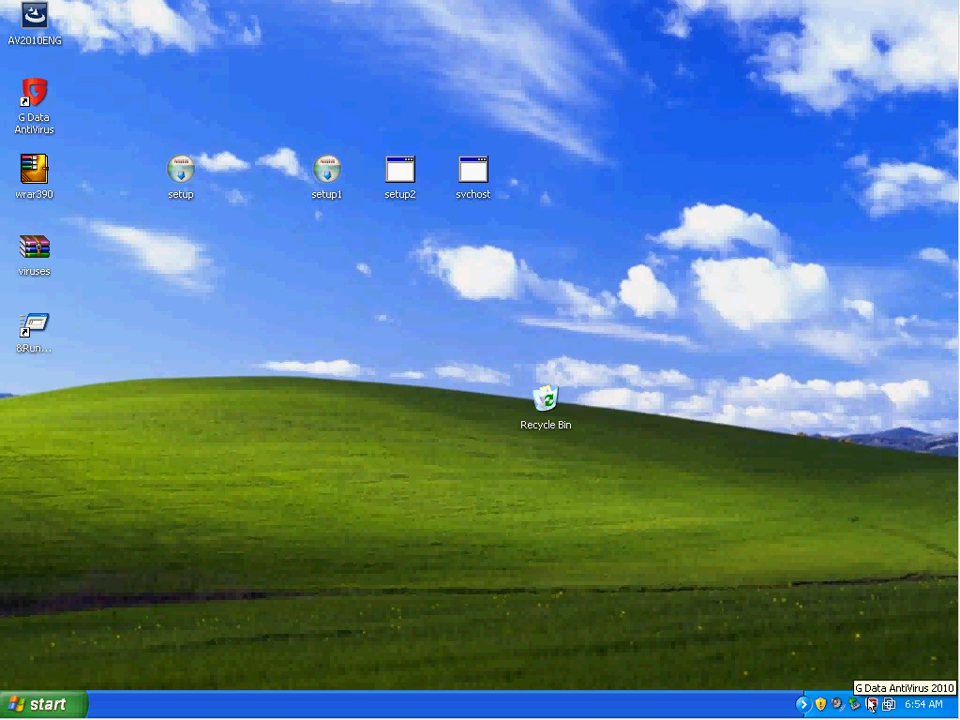 AV2010ENG
G Data
AntiVirus
wrar390
setup
setup1
setup2
svchost
viruses
&Run...
Recycle Bin
G Data AntiVirus 2010
start
6:54 AM